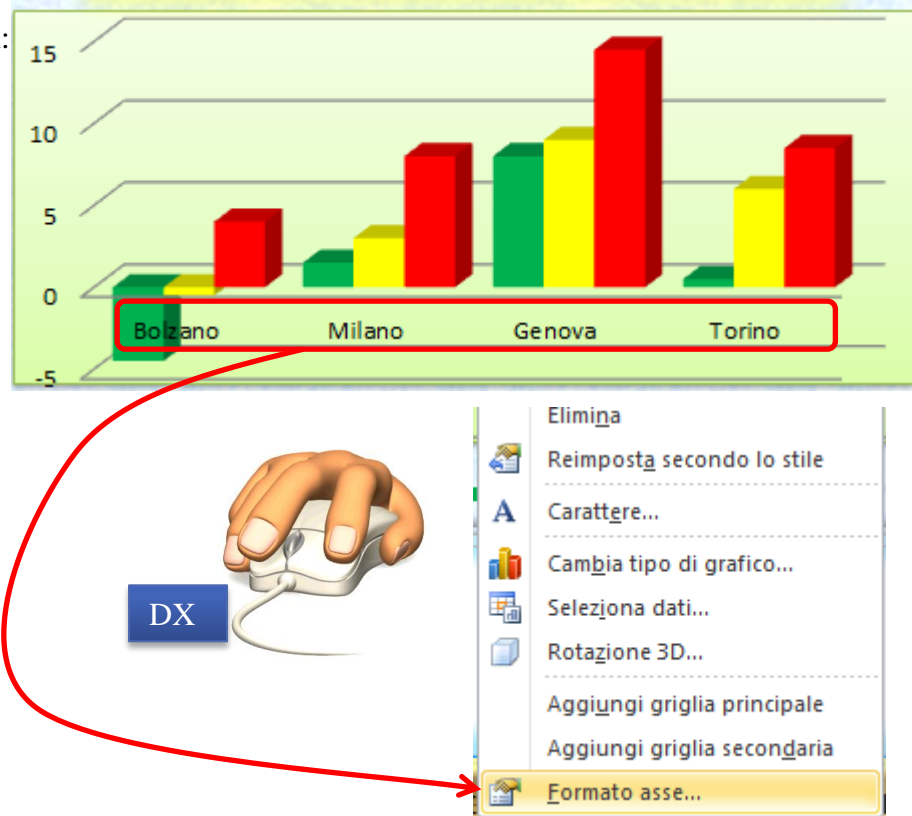 :
15
10
5
0
-5
Bolzano Milano Genova Torino
DX
Elimina
Reimposta secondo lo stile
A Carattere...
Cambia tipo di grafico...
Seleziona dati...
Rotazione 3D...
Aggiungi griglia principale
Aggiungi griglia secondaria
Formato asse...